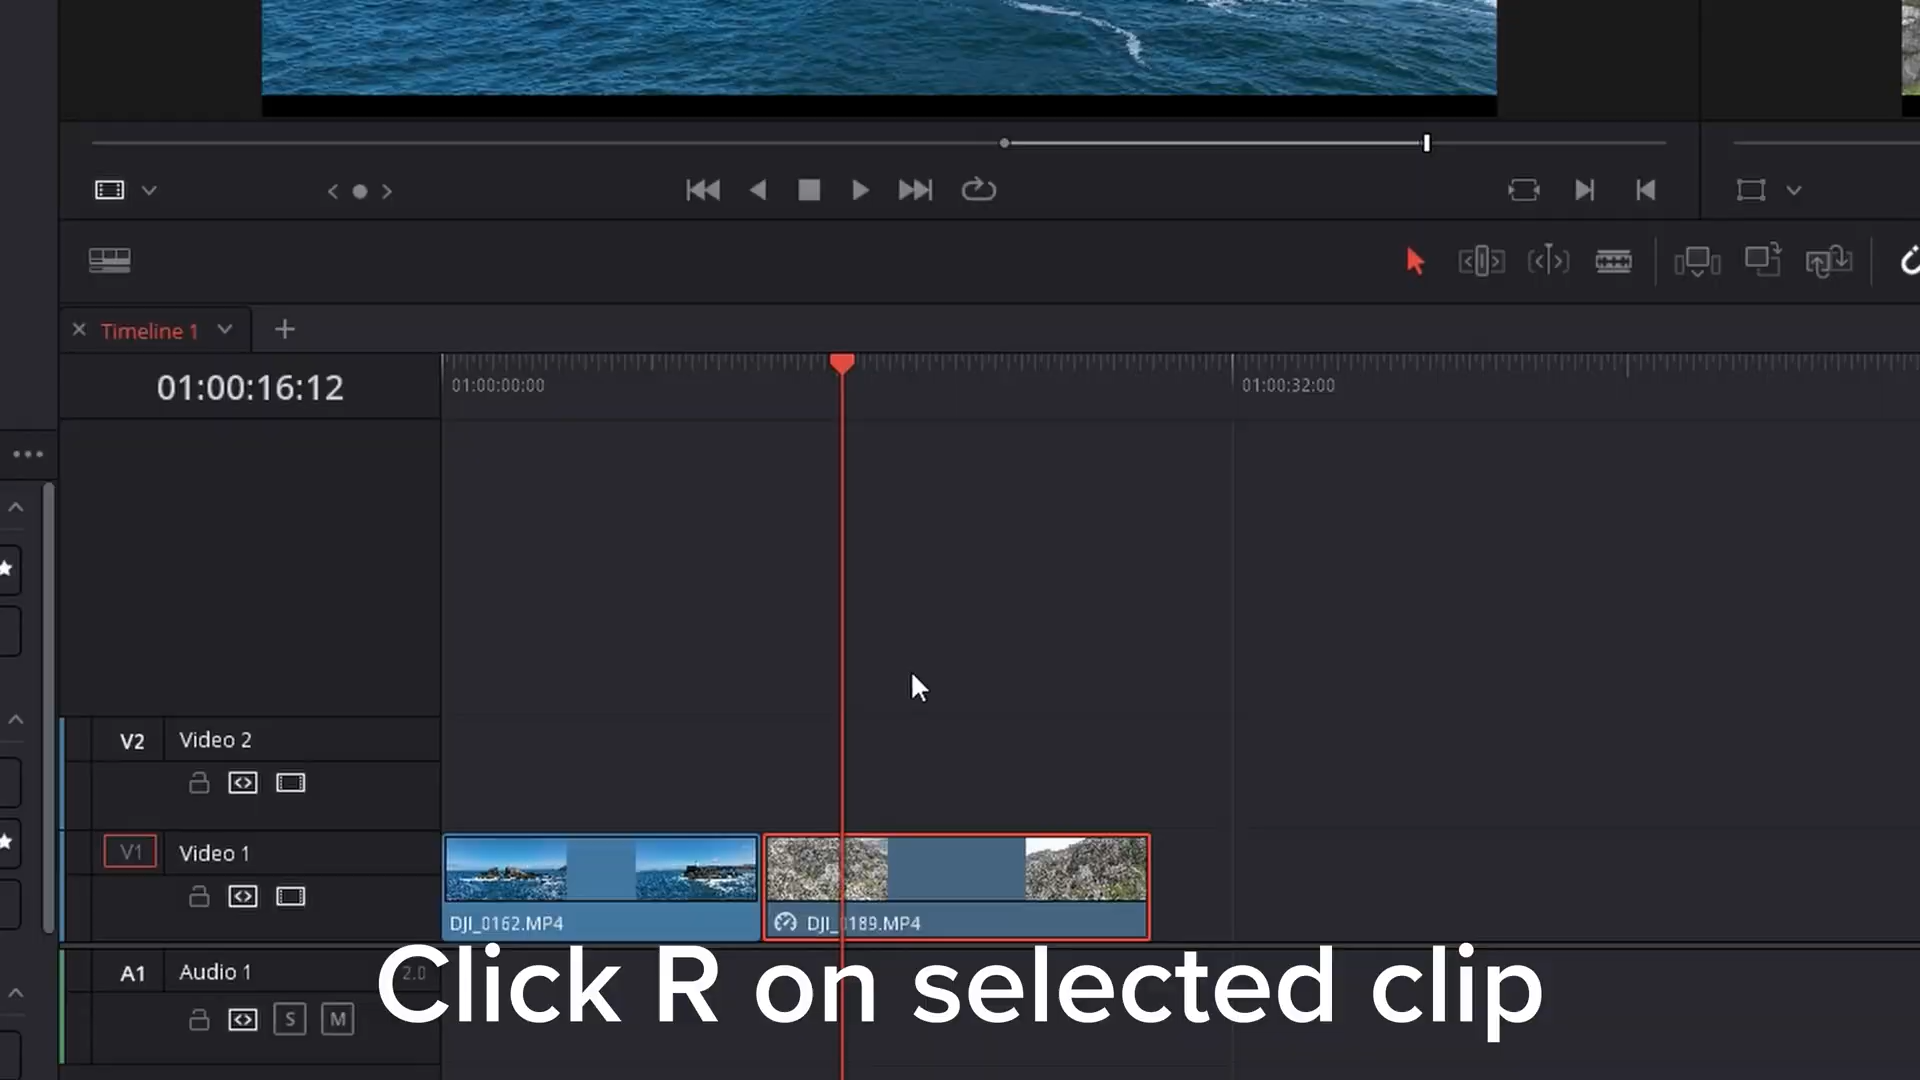 Timeline 1
01:00:16:12
01:00:00:00
01:00:32:00
V2 Video 2
V1 Video 1
DJI_0162.MP4
DJI_0189.MP4
A1 Audio 1 2.0
S M
Click R on selected clip